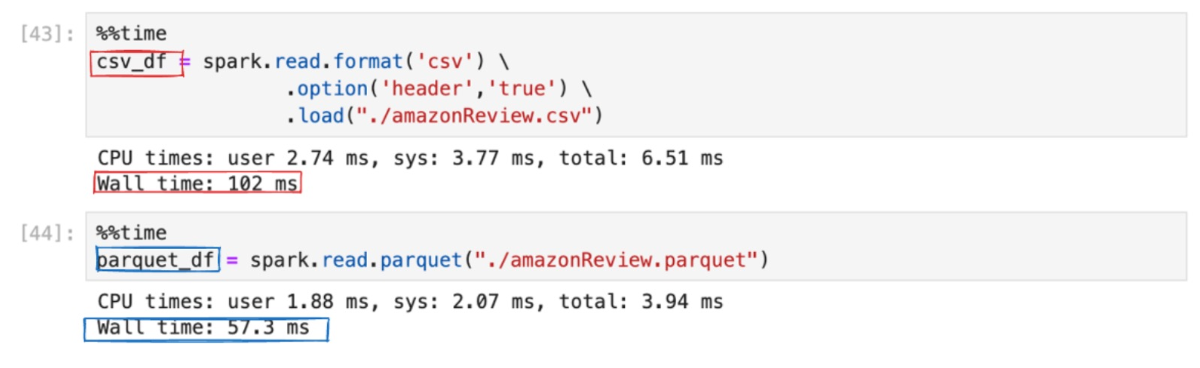 [43]: %%time
csv_df = spark.read.format('csv') \
.option('header','true') \
.load("./amazonReview.csv")
CPU times: user 2.74 ms, sys: 3.77 ms, total: 6.51 ms
Wall time: 102 ms
[44]: %%time
parquet_df = spark.read.parquet("./amazonReview.parquet")
CPU times: user 1.88 ms, sys: 2.07 ms, total: 3.94 ms
Wall time: 57.3 ms